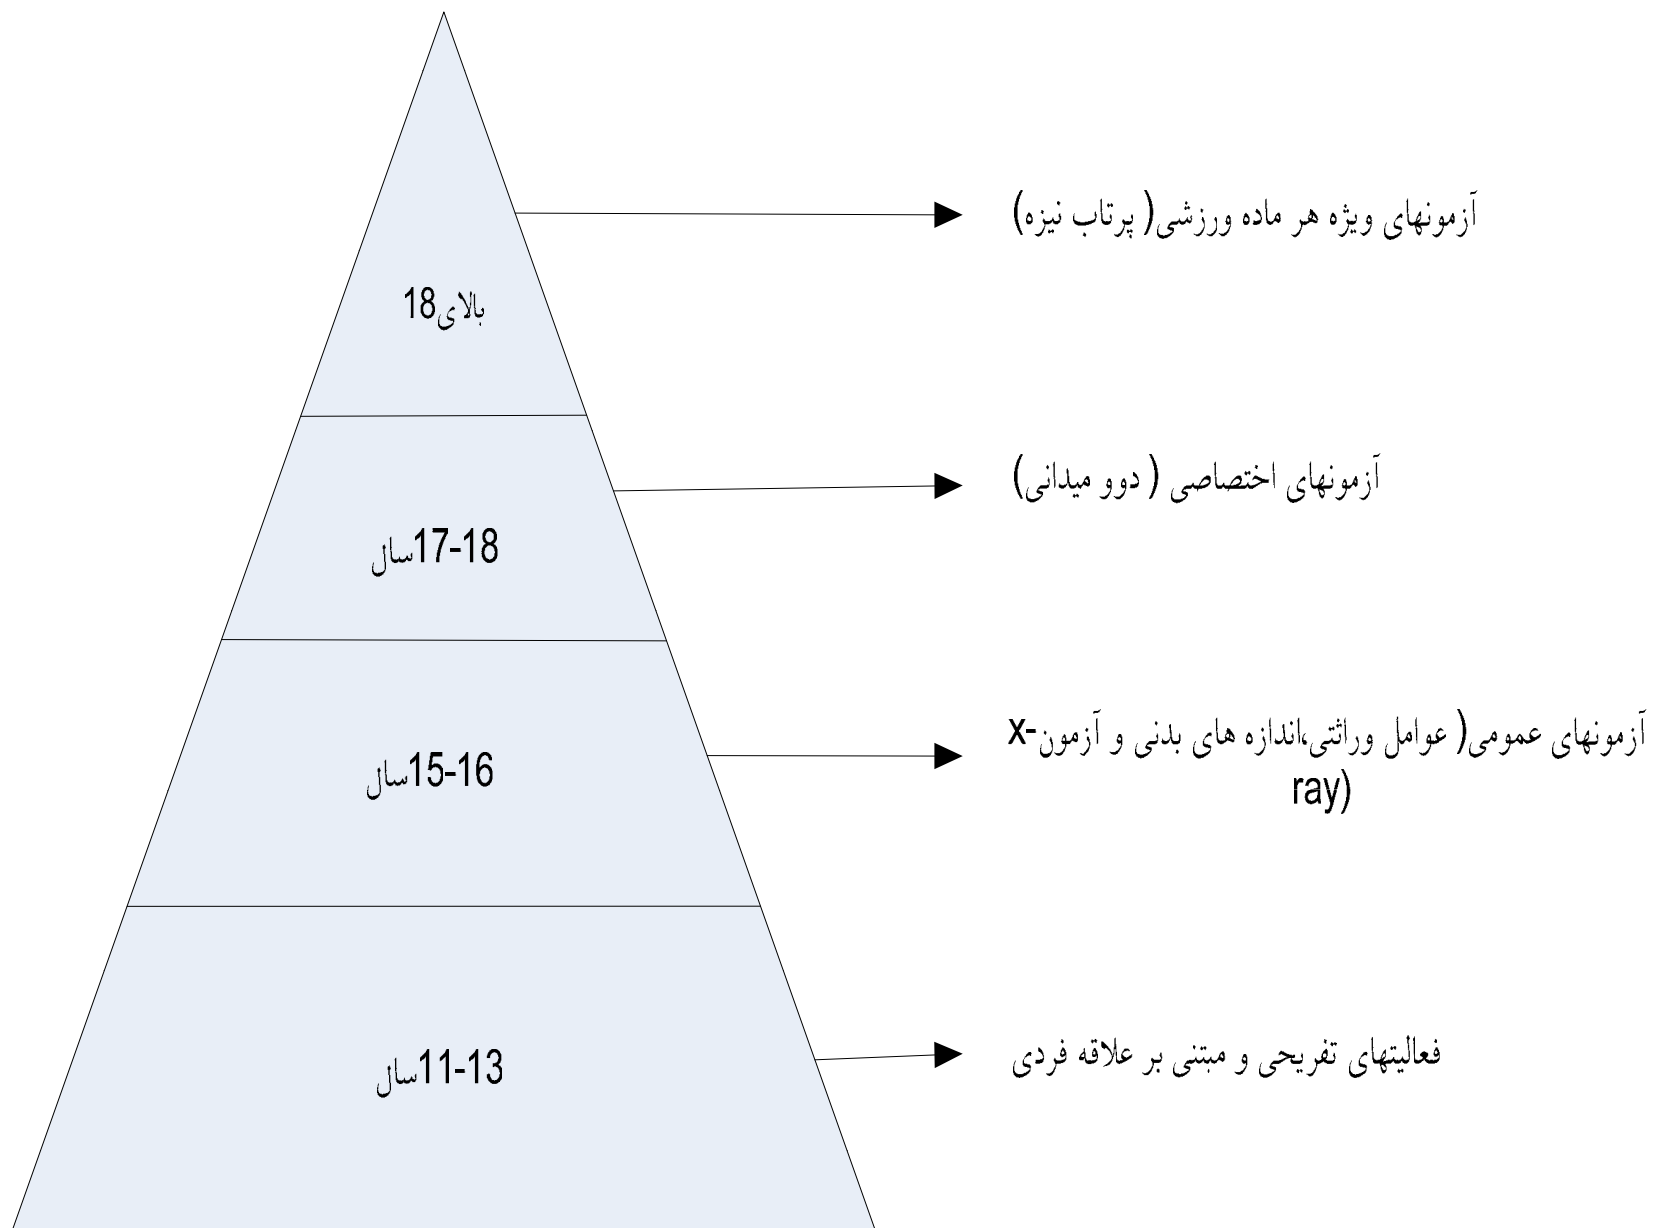 آزمونهای ویژه هر ماده ورزشی( پرتاب نیزه)
بالای18
آزمونهای اختصاصی ( دوو میدانی)
17-18سال
آزمونهای عمومی( عوامل وراثتی،اندازه های بدنی و آزمون x-
ray)
15-16سال
فعالیتهای تفریحی و مبتنی بر علاقه فردی
11-13سال